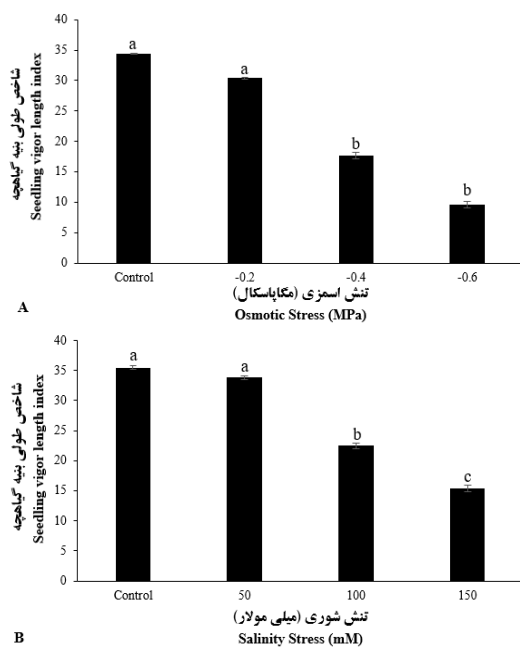 شاخص طولی بنیه گیاهچه
Seedling vigor length index
40
35
30
25
20
15
10
5
0
a
a
b
b
Control
-0.2
-0.4
-0.6
تنش اسمزی (مگاپاسکال)
Osmotic Stress (MPa)
A
شاخص طولی بنیه گیاهچه
Seedling vigor length index
40
35
30
25
20
15
10
5
0
a
a
b
c
Control
50
100
150
تنش شوری (میلی مولار)
Salinity Stress (mM)
B